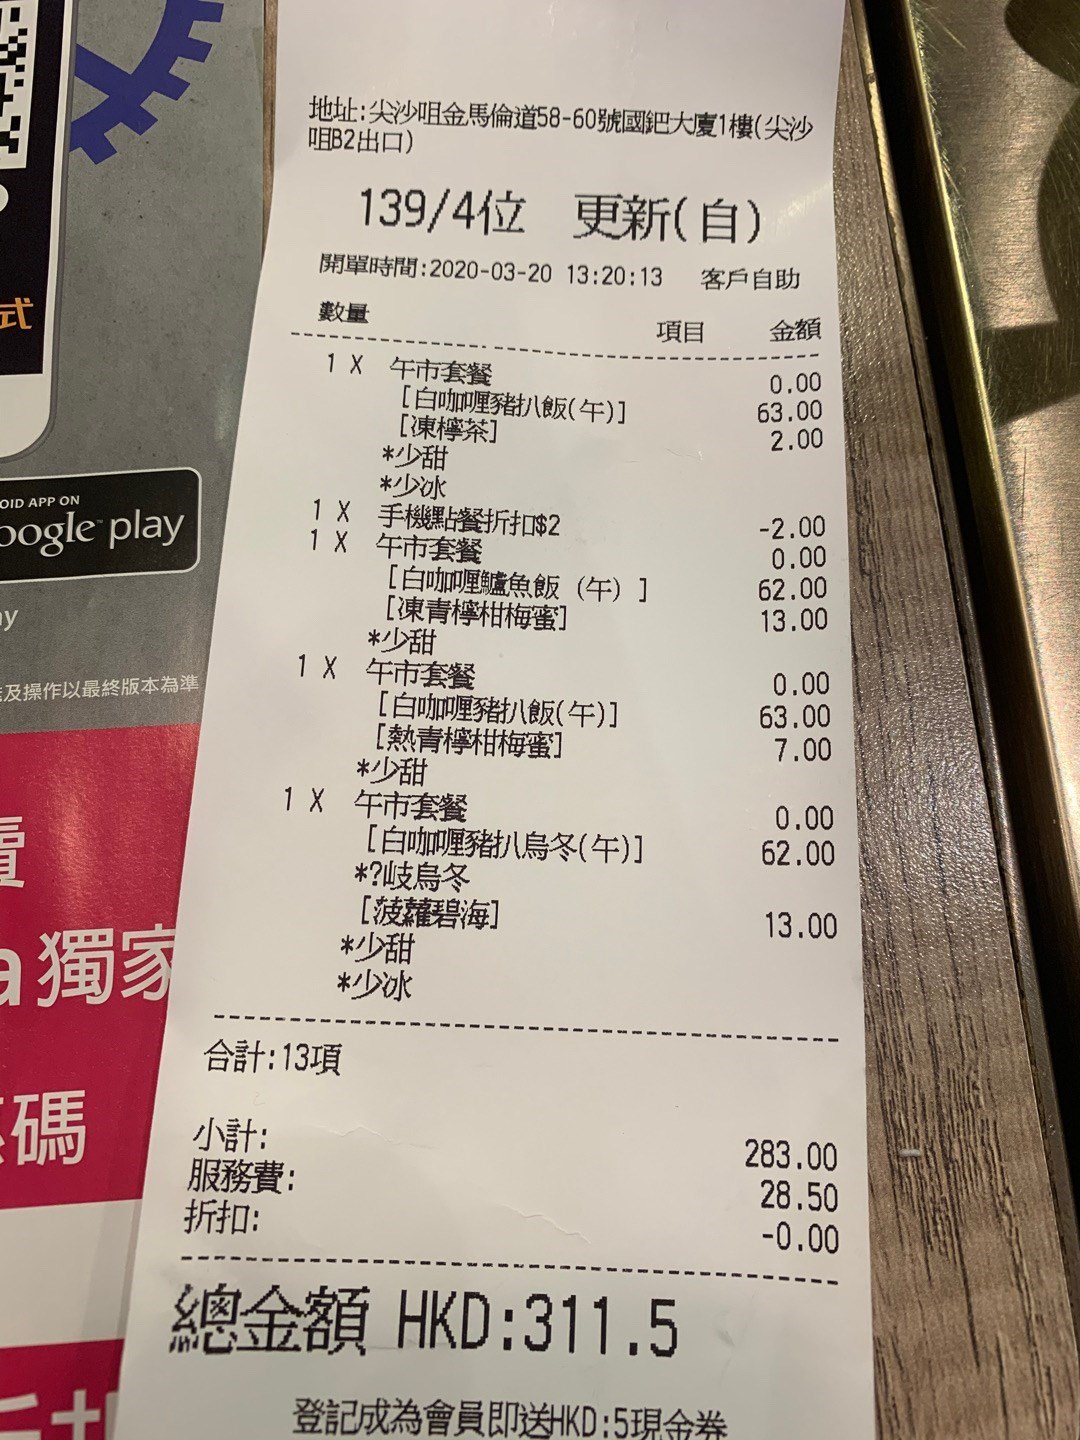 地址:尖沙咀金馬倫道58-60號國鈀大廈1樓(尖沙
咀B2出口)
139/4位 更新(自)
開單時間:2020-03-20 13:20:13 客戶自助
數量 項目 金額
1 X 午市套餐 0.00
[白咖喱豬扒飯(午)] 63.00
[凍檸茶] 2.00
*少甜
*少冰
1 X 手機點餐折扣$2 -2.00
1 X 午市套餐 0.00
[白咖喱鱸魚飯 (午) ] 62.00
[凍青檸柑梅蜜] 13.00
*少甜
1 X 午市套餐 0.00
[白咖喱豬扒飯(午)] 63.00
[熱青檸柑梅蜜] 7.00
*少甜
1 X 午市套餐 0.00
[白咖喱豬扒烏冬(午)] 62.00
*?岐烏冬
[菠蘿碧海] 13.00
*少甜
*少冰
合計:13項
小計: 283.00
服務費: 28.50
折扣: -0.00
總金額 HKD:311.5
登記成為會員即送HKD:5現金券
式
OID APP ON
oogle play
ay
及操作以最終版本為準
賣
a 獨家
碼